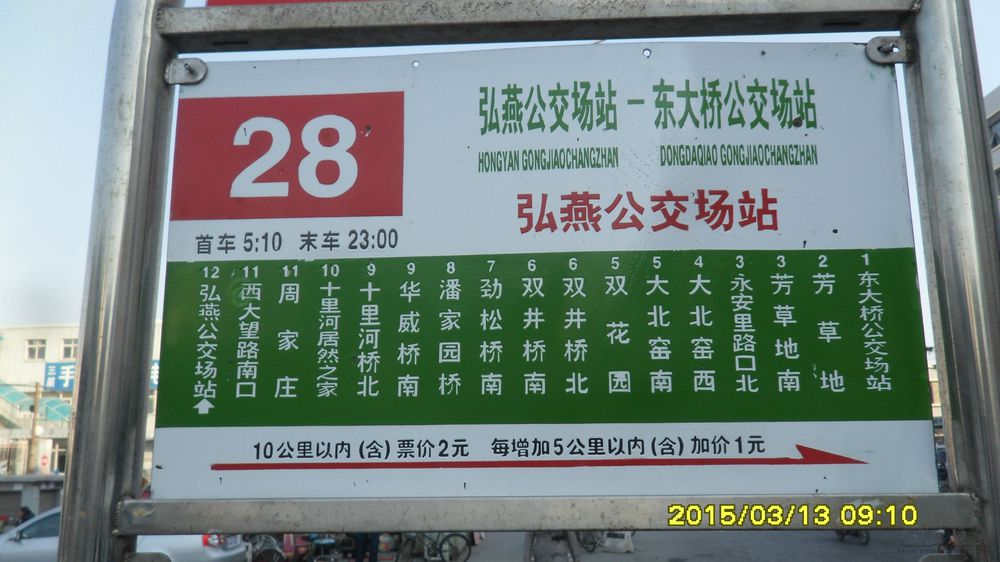 28
弘燕公交场站－东大桥公交场站
HONGYAN GONGJIAOCHANGZHAN DONGDAQIAO GONGJIAOCHANGZHAN
弘燕公交场站
首车 5:10 末车 23:00
12 弘燕公交场站
11 西大望路南口
11 周家庄
10 十里河居然之家
9 十里河桥北
9 华威桥南
8 潘家园桥
7 劲松桥南
6 双井桥南
6 双井桥北
5 双花园
5 大北窑南
4 大北窑西
3 永安里路口北
3 芳草地南
2 芳草地
1 东大桥公交场站
10公里以内(含)票价2元 每增加5公里以内(含)加价1元
2015/03/13 09:10